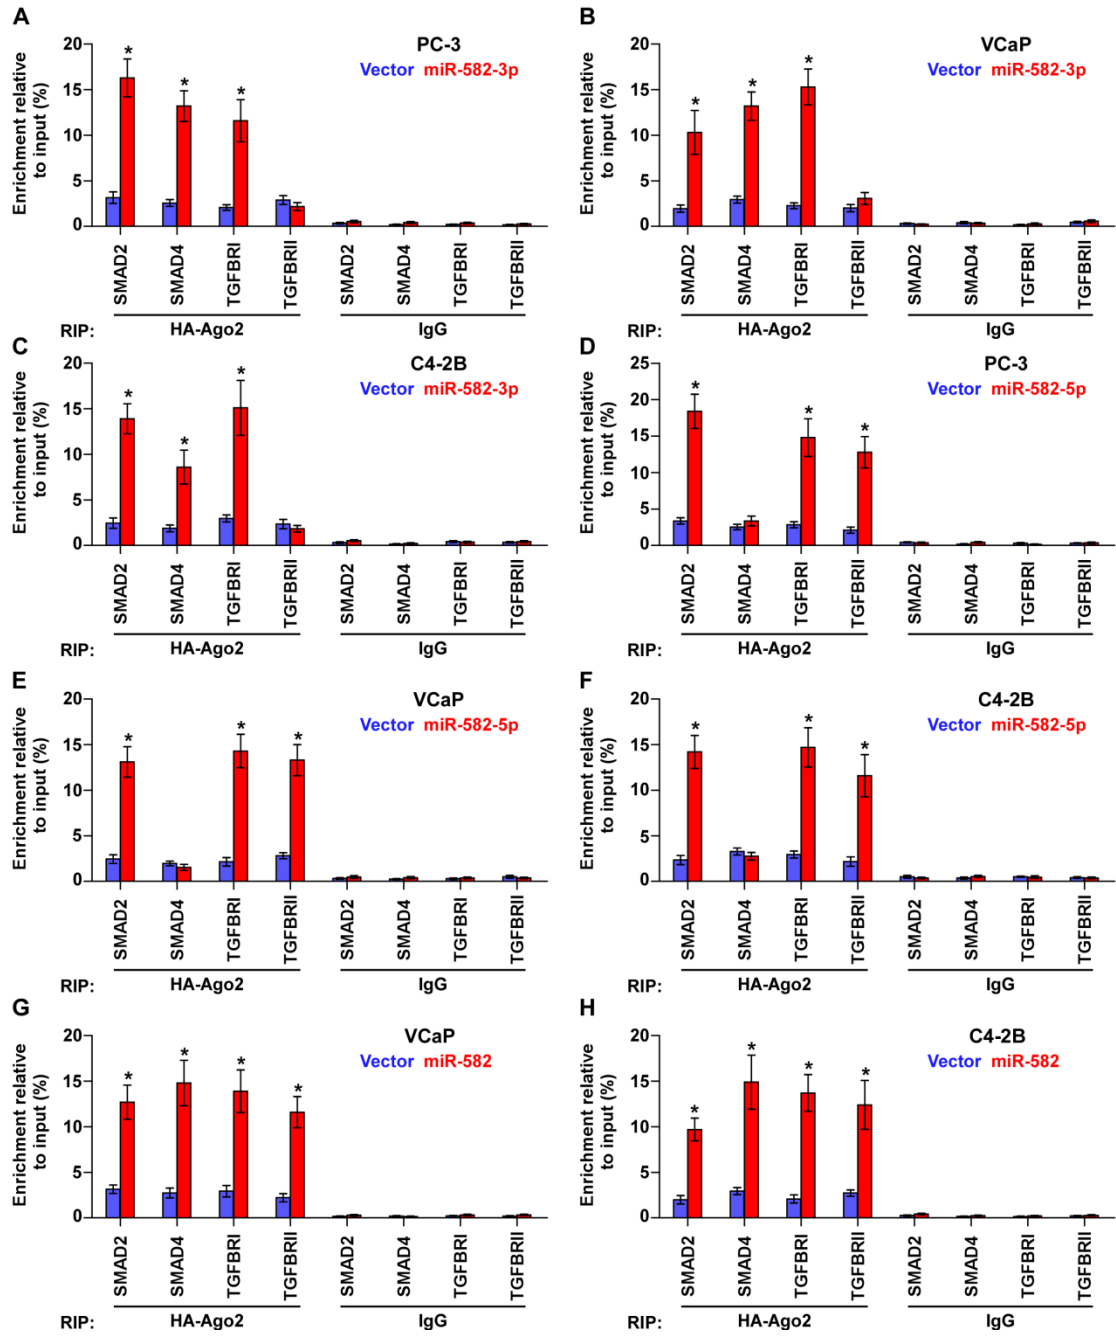 A
Enrichment relative
to input (%)
20
15
10
5
0
PC-3
Vector miR-582-3p
* * *
SMAD2 SMAD4 TGFBRI TGFBRII SMAD2 SMAD4 TGFBRI TGFBRII
RIP: HA-Ago2 IgG
B
Enrichment relative
to input (%)
20
15
10
5
0
VCaP
Vector miR-582-3p
* * *
SMAD2 SMAD4 TGFBRI TGFBRII SMAD2 SMAD4 TGFBRI TGFBRII
RIP: HA-Ago2 IgG
C
Enrichment relative
to input (%)
20
15
10
5
0
C4-2B
Vector miR-582-3p
* * *
SMAD2 SMAD4 TGFBRI TGFBRII SMAD2 SMAD4 TGFBRI TGFBRII
RIP: HA-Ago2 IgG
D
Enrichment relative
to input (%)
25
20
15
10
5
0
PC-3
Vector miR-582-5p
* * *
SMAD2 SMAD4 TGFBRI TGFBRII SMAD2 SMAD4 TGFBRI TGFBRII
RIP: HA-Ago2 IgG
E
Enrichment relative
to input (%)
20
15
10
5
0
VCaP
Vector miR-582-5p
* * *
SMAD2 SMAD4 TGFBRI TGFBRII SMAD2 SMAD4 TGFBRI TGFBRII
RIP: HA-Ago2 IgG
F
Enrichment relative
to input (%)
20
15
10
5
0
C4-2B
Vector miR-582-5p
* * *
SMAD2 SMAD4 TGFBRI TGFBRII SMAD2 SMAD4 TGFBRI TGFBRII
RIP: HA-Ago2 IgG
G
Enrichment relative
to input (%)
20
15
10
5
0
VCaP
Vector miR-582
* * * *
SMAD2 SMAD4 TGFBRI TGFBRII SMAD2 SMAD4 TGFBRI TGFBRII
RIP: HA-Ago2 IgG
H
Enrichment relative
to input (%)
20
15
10
5
0
C4-2B
Vector miR-582
* * * *
SMAD2 SMAD4 TGFBRI TGFBRII SMAD2 SMAD4 TGFBRI TGFBRII
RIP: HA-Ago2 IgG